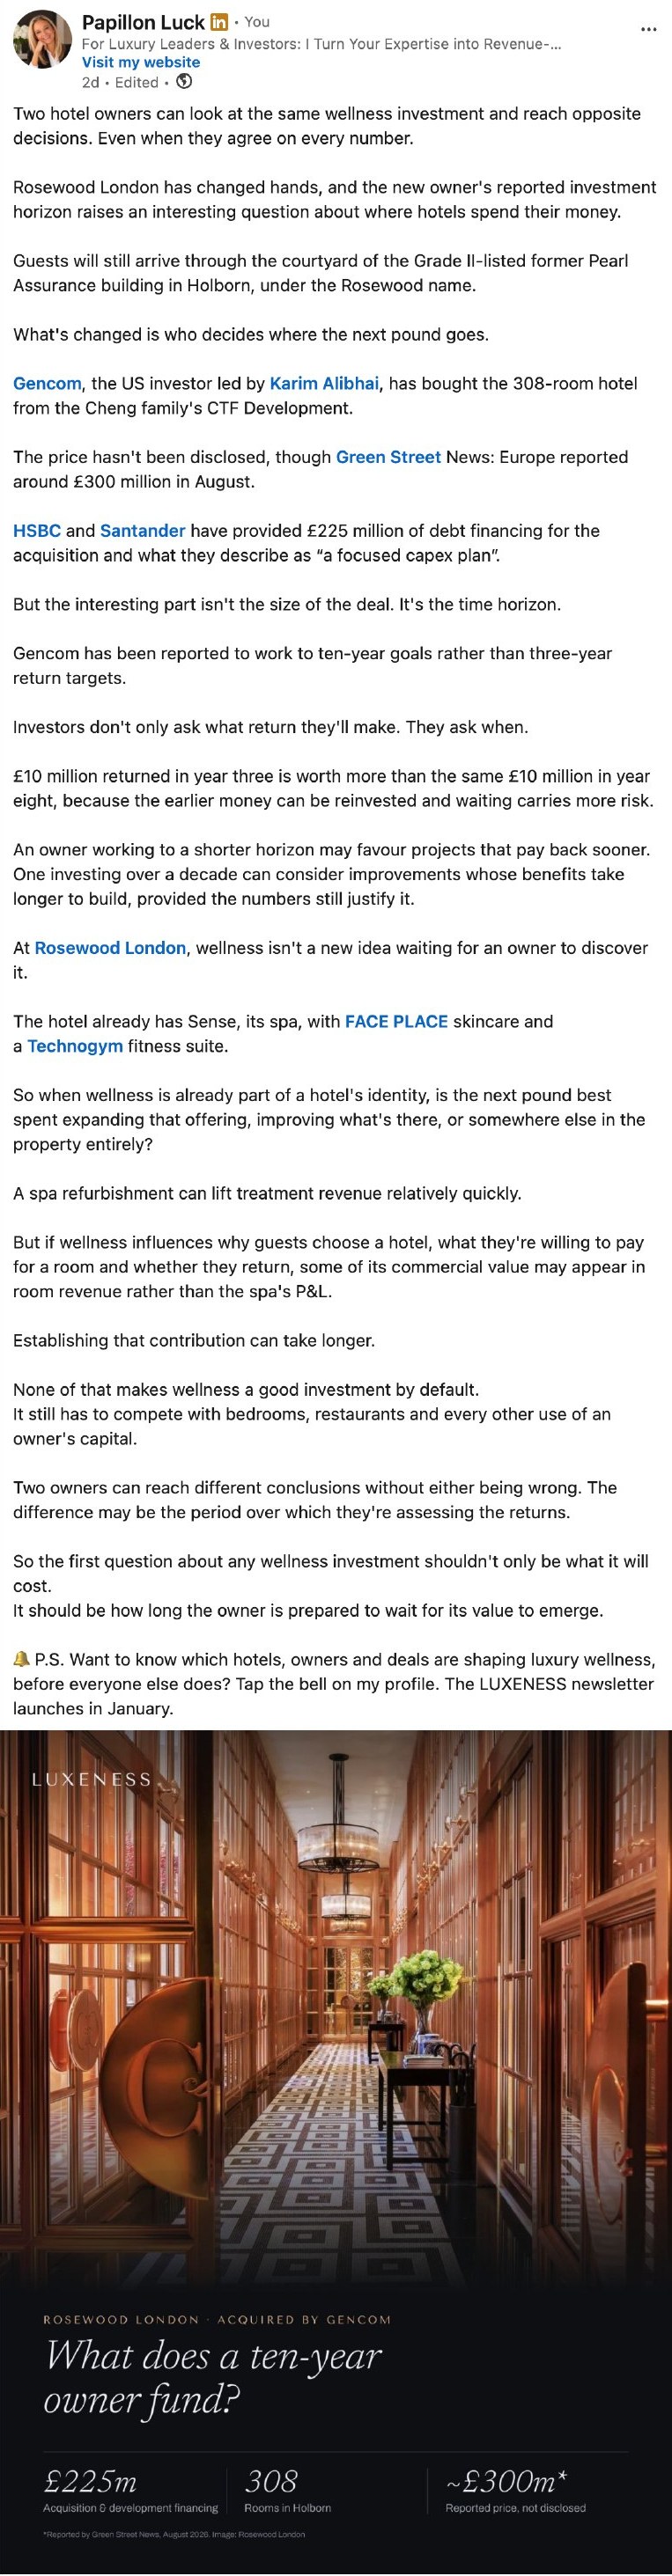 Papillon Luck in • You
For Luxury Leaders & Investors: I Turn Your Expertise into Revenue-...
Visit my website
2d • Edited •
Two hotel owners can look at the same wellness investment and reach opposite
decisions. Even when they agree on every number.
Rosewood London has changed hands, and the new owner's reported investment
horizon raises an interesting question about where hotels spend their money.
Guests will still arrive through the courtyard of the Grade II-listed former Pearl
Assurance building in Holborn, under the Rosewood name.
What's changed is who decides where the next pound goes.
Gencom, the US investor led by Karim Alibhai, has bought the 308-room hotel
from the Cheng family's CTF Development.
The price hasn't been disclosed, though Green Street News: Europe reported
around £300 million in August.
HSBC and Santander have provided £225 million of debt financing for the
acquisition and what they describe as “a focused capex plan”.
But the interesting part isn't the size of the deal. It's the time horizon.
Gencom has been reported to work to ten-year goals rather than three-year
return targets.
Investors don't only ask what return they'll make. They ask when.
£10 million returned in year three is worth more than the same £10 million in year
eight, because the earlier money can be reinvested and waiting carries more risk.
An owner working to a shorter horizon may favour projects that pay back sooner.
One investing over a decade can consider improvements whose benefits take
longer to build, provided the numbers still justify it.
At Rosewood London, wellness isn't a new idea waiting for an owner to discover
it.
The hotel already has Sense, its spa, with FACE PLACE skincare and
a Technogym fitness suite.
So when wellness is already part of a hotel's identity, is the next pound best
spent expanding that offering, improving what's there, or somewhere else in the
property entirely?
A spa refurbishment can lift treatment revenue relatively quickly.
But if wellness influences why guests choose a hotel, what they're willing to pay
for a room and whether they return, some of its commercial value may appear in
room revenue rather than the spa's P&L.
Establishing that contribution can take longer.
None of that makes wellness a good investment by default.
It still has to compete with bedrooms, restaurants and every other use of an
owner's capital.
Two owners can reach different conclusions without either being wrong. The
difference may be the period over which they're assessing the returns.
So the first question about any wellness investment shouldn't only be what it will
cost.
It should be how long the owner is prepared to wait for its value to emerge.
🔔 P.S. Want to know which hotels, owners and deals are shaping luxury wellness,
before everyone else does? Tap the bell on my profile. The LUXENESS newsletter
launches in January.
LUXENESS
ROSEWOOD LONDON · ACQUIRED BY GENCOM
What does a ten-year
owner fund?
£225m
Acquisition & development financing
308
Rooms in Holborn
~£300m*
Reported price, not disclosed
*Reported by Green Street News, August 2026. Image: Rosewood London